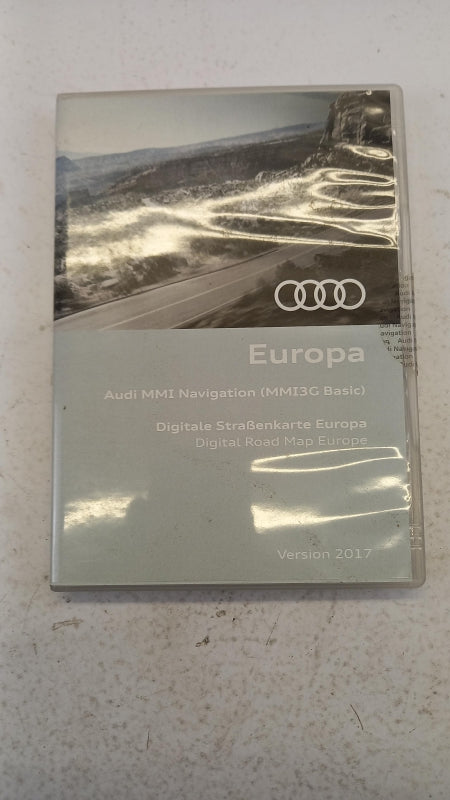 Europa
Audi MMI Navigation (MMI3G Basic)
Digitale Straßenkarte Europa
Digital Road Map Europe
Version 2017